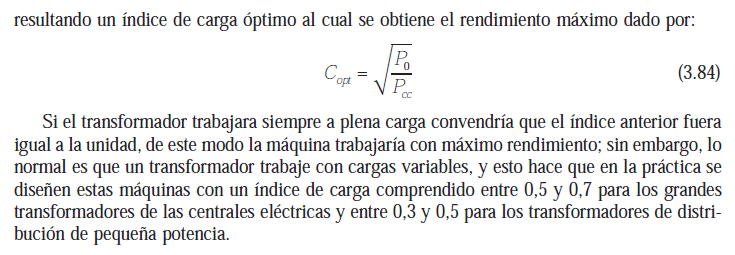 resultando un índice de carga óptimo al cual se obtiene el rendimiento máximo dado por:
C_opt = √(P_0 / P_cc) (3.84)
Si el transformador trabajara siempre a plena carga convendría que el índice anterior fuera
igual a la unidad, de este modo la máquina trabajaría con máximo rendimiento; sin embargo, lo
normal es que un transformador trabaje con cargas variables, y esto hace que en la práctica se
diseñen estas máquinas con un índice de carga comprendido entre 0,5 y 0,7 para los grandes
transformadores de las centrales eléctricas y entre 0,3 y 0,5 para los transformadores de distri-
bución de pequeña potencia.